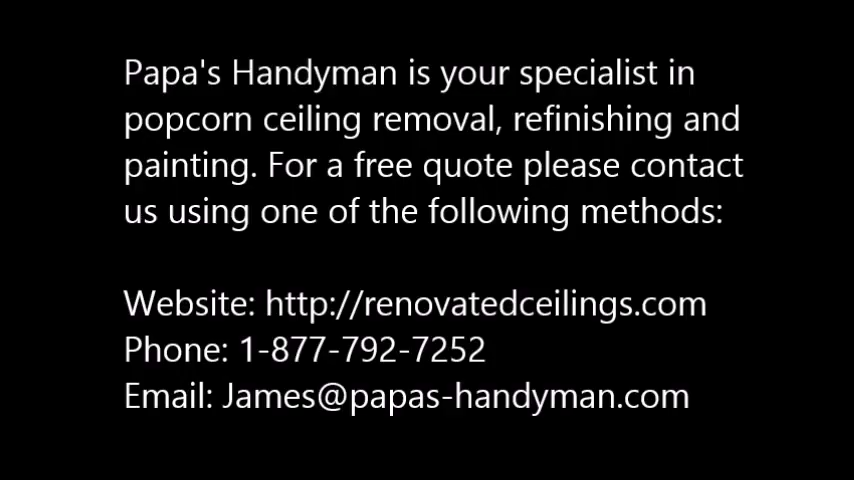 Papa's Handyman is your specialist in
popcorn ceiling removal, refinishing and
painting. For a free quote please contact
us using one of the following methods:
Website: http://renovatedceilings.com
Phone: 1-877-792-7252
Email: James@papas-handyman.com